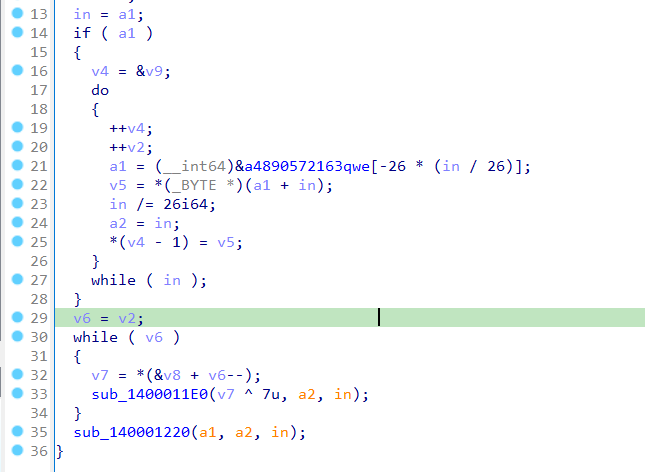 13 in = a1;
14 if ( a1 )
15 {
16 v4 = &v9;
17 do
18 {
19 ++v4;
20 ++v2;
21 a1 = (__int64)&a4890572163qwe[-26 * (in / 26)];
22 v5 = *(_BYTE *)(a1 + in);
23 in /= 26i64;
24 a2 = in;
25 *(v4 - 1) = v5;
26 }
27 while ( in );
28 }
29 v6 = v2;
30 while ( v6 )
31 {
32 v7 = *(&v8 + v6--);
33 sub_1400011E0(v7 ^ 7u, a2, in);
34 }
35 sub_140001220(a1, a2, in);
36 }